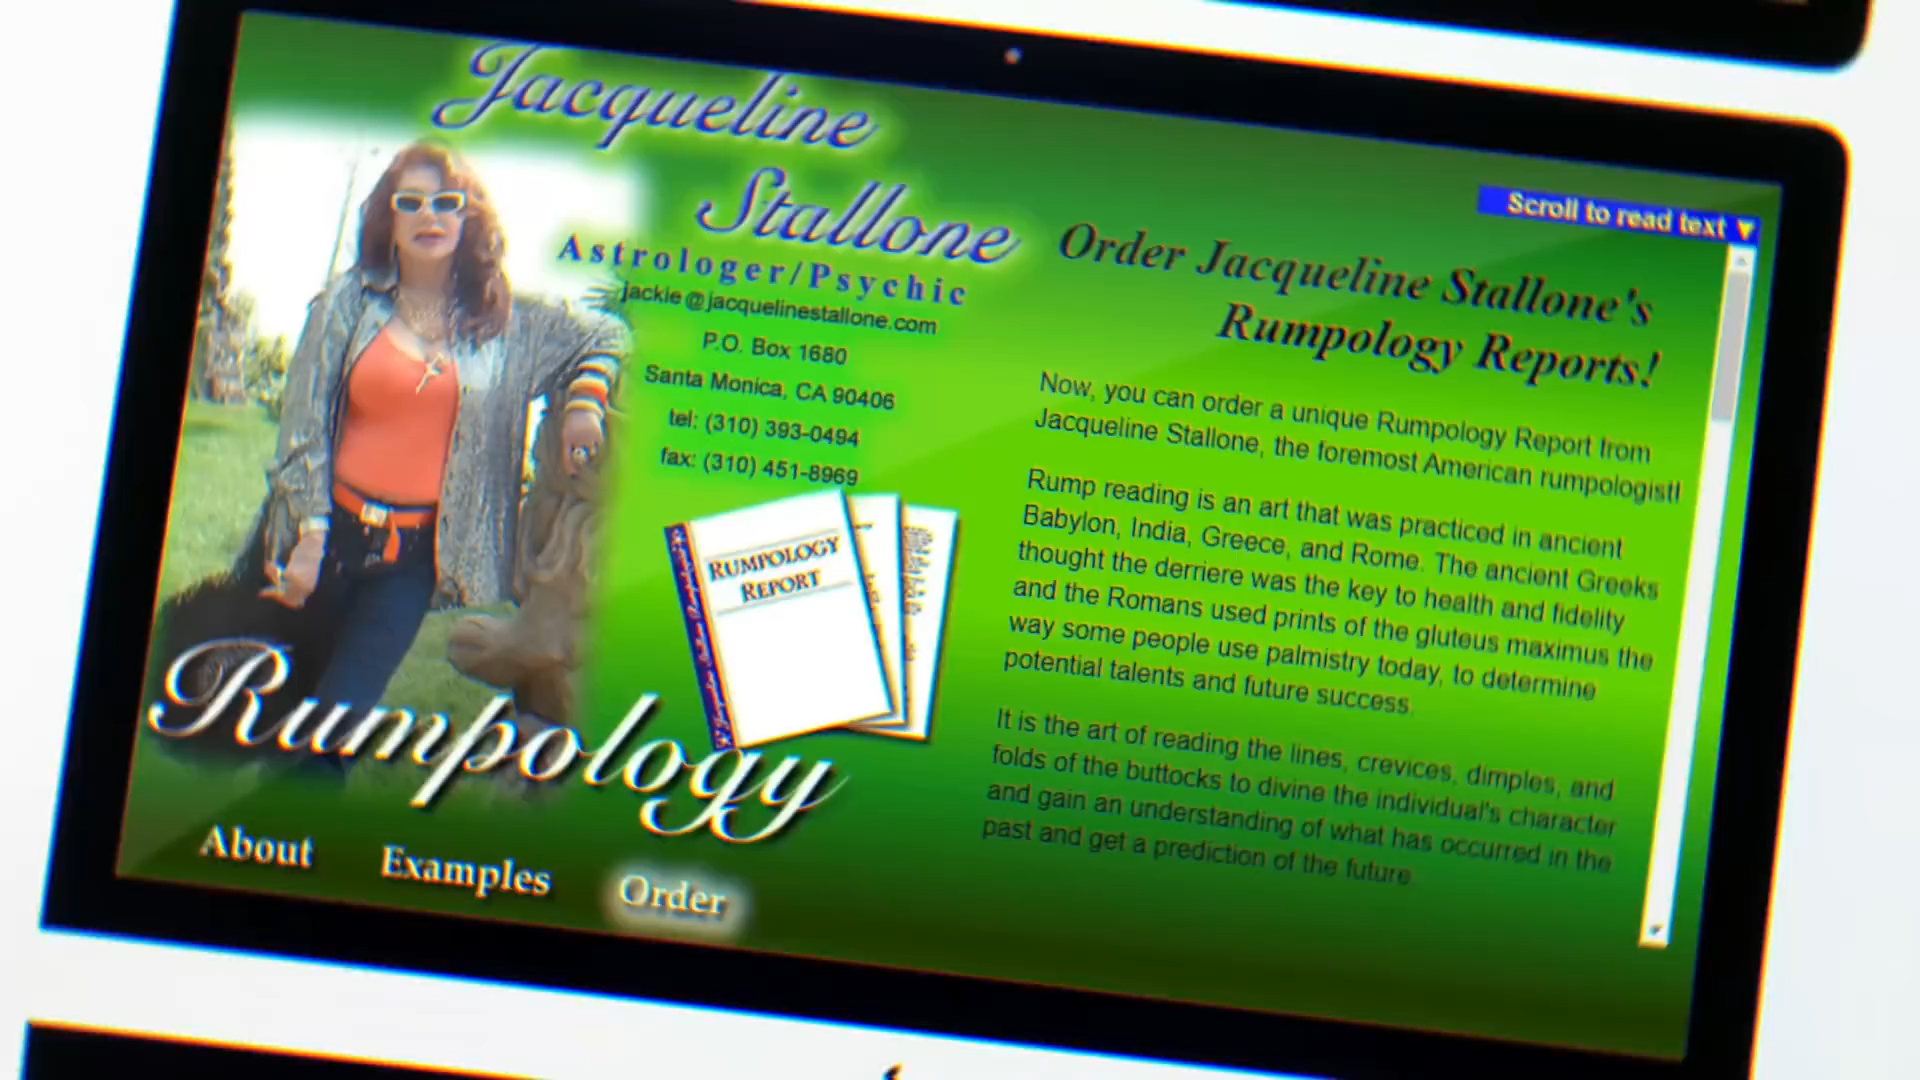 Jacqueline
Stallone
Astrologer/Psychic
jackie@jacquelinestallone.com
P.O. Box 1680
Santa Monica, CA 90406
tel: (310) 393-0494
fax: (310) 451-8969
RUMPOLOGY
REPORT
Rumpology
About
Examples
Order
Scroll to read text ▼
Order Jacqueline Stallone's
Rumpology Reports!
Now, you can order a unique Rumpology Report from
Jacqueline Stallone, the foremost American rumpologist!
Rump reading is an art that was practiced in ancient
Babylon, India, Greece, and Rome. The ancient Greeks
thought the derriere was the key to health and fidelity
and the Romans used prints of the gluteus maximus the
way some people use palmistry today, to determine
potential talents and future success.
It is the art of reading the lines, crevices, dimples, and
folds of the buttocks to divine the individual's character
and gain an understanding of what has occurred in the
past and get a prediction of the future.